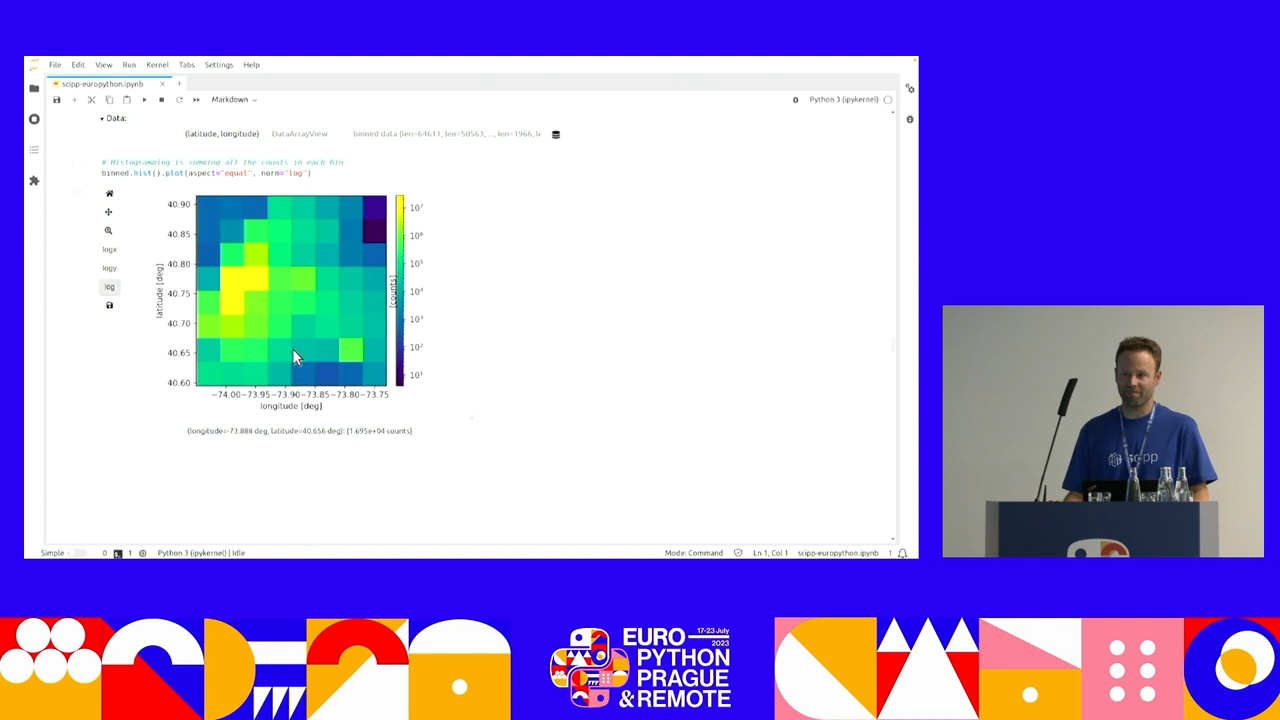 File Edit View Run Kernel Tabs Settings Help
scipp-europython.ipynb
Markdown
Python 3 (ipykernel)
▾ Data:
(latitude, longitude) DataArrayView binned data [len=64611, len=50563, ..., len=1966, le
# Histogramming is summing all the counts in each bin
binned.hist().plot(aspect="equal", norm="log")
logx
logy
log
latitude [deg]
40.90
40.85
40.80
40.75
40.70
40.65
40.60
−74.00 −73.95 −73.90 −73.85 −73.80 −73.75
longitude [deg]
10⁷
10⁶
10⁵
10⁴
10³
10²
10¹
[counts]
(longitude=-73.888 deg, latitude=40.656 deg): {1.695e+04 counts}
Simple 0 1 Python 3 (ipykernel) | Idle Mode: Command Ln 1, Col 1 scipp-europython.ipynb 1
scipp
EURO 17-23 July 2023
PYTHON
PRAGUE
& REMOTE